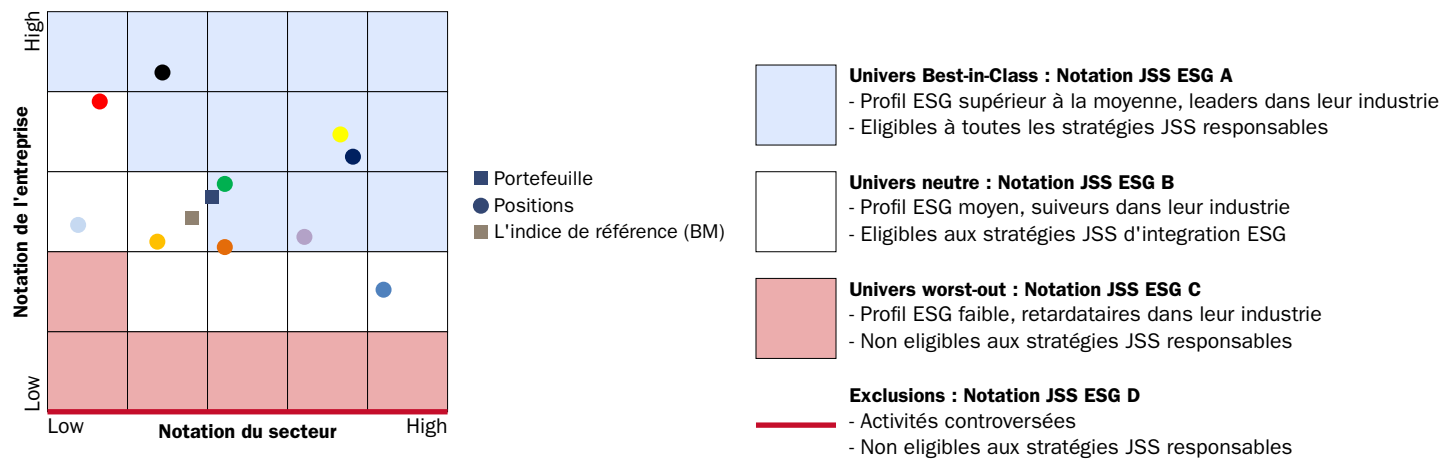 High
Notation de l'entreprise
Low
Low
Notation du secteur
High
Portefeuille
Positions
L'indice de référence (BM)
Univers Best-in-Class : Notation JSS ESG A
- Profil ESG supérieur à la moyenne, leaders dans leur industrie
- Eligibles à toutes les stratégies JSS responsables
Univers neutre : Notation JSS ESG B
- Profil ESG moyen, suiveurs dans leur industrie
- Eligibles aux stratégies JSS d'integration ESG
Univers worst-out : Notation JSS ESG C
- Profil ESG faible, retardataires dans leur industrie
- Non eligibles aux stratégies JSS responsables
Exclusions : Notation JSS ESG D
- Activités controversées
- Non eligibles aux stratégies JSS responsables